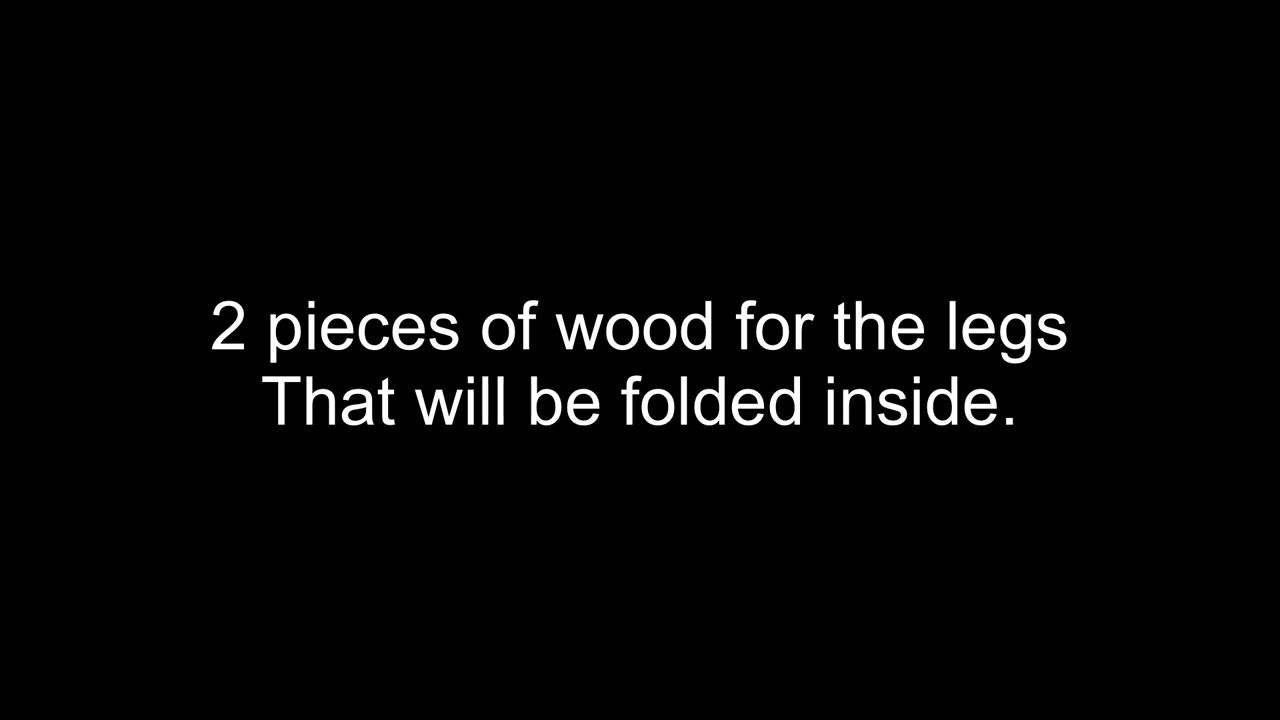 2 pieces of wood for the legs
That will be folded inside.